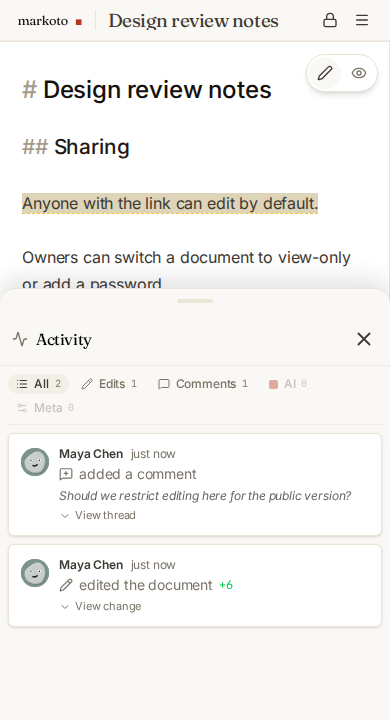 markoto
Design review notes
# Design review notes
## Sharing
Anyone with the link can edit by default.
Owners can switch a document to view-only
or add a password
Activity
All 2 Edits 1 Comments 1 AI 0
Meta 0
Maya Chen just now
added a comment
Should we restrict editing here for the public version?
View thread
Maya Chen just now
edited the document +6
View change